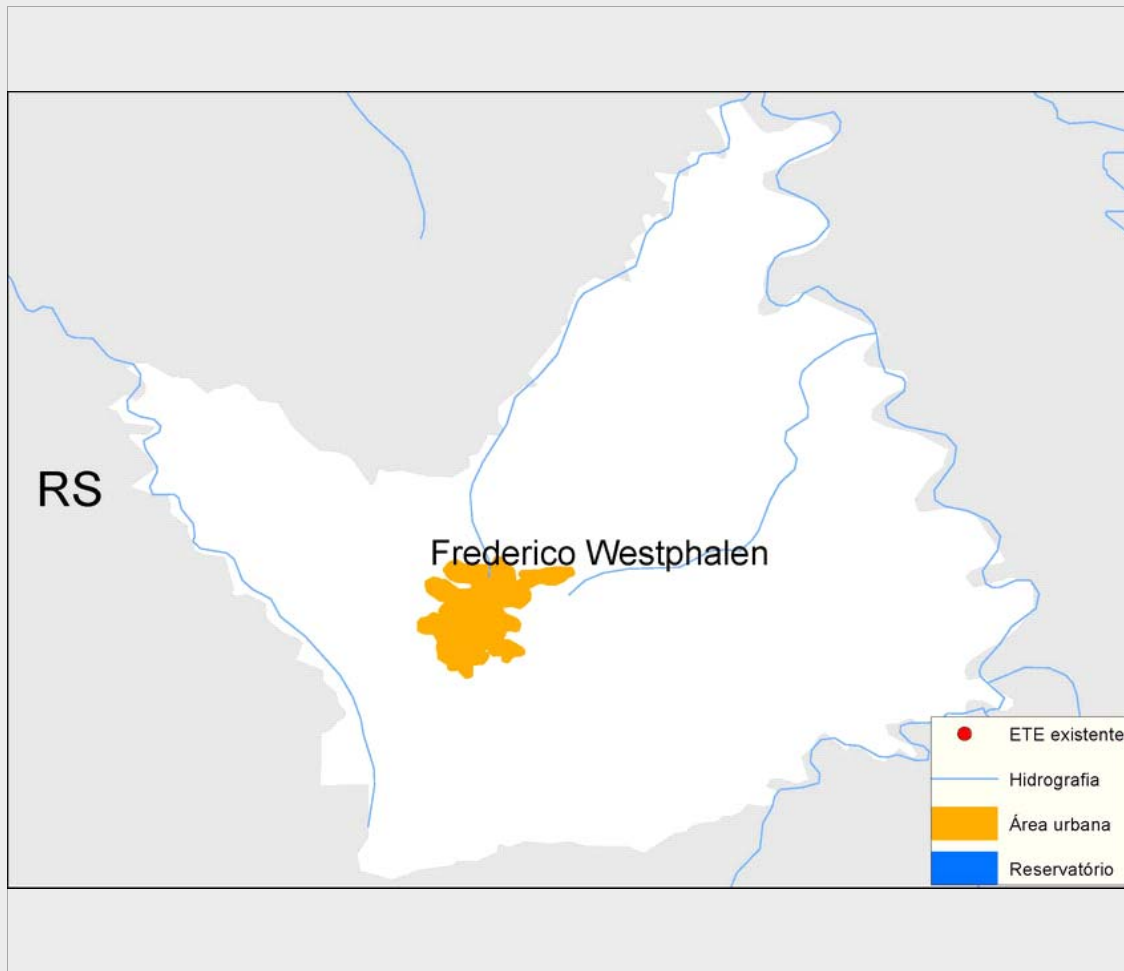 RS
Frederico Westphalen
ETE existente
Hidrografia
Área urbana
Reservatório